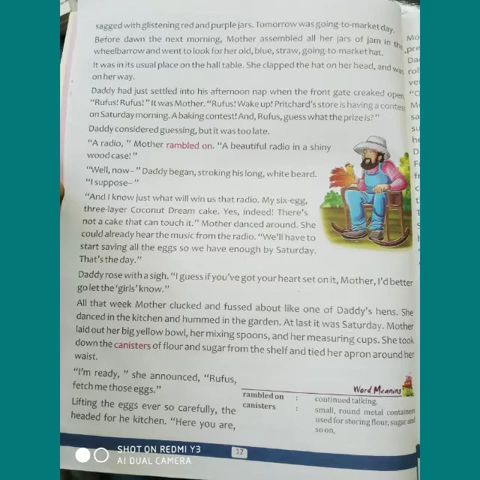 sagged with glistening red and purple jars. Tomorrow was going-to-market day.
Before dawn the next morning, Mother assembled all her jars of jam in the
wheelbarrow and went to look for her old, blue, straw, going-to-market hat.
It was in its usual place on the hall table. She clapped the hat on her head, and was
on her way.
Daddy had just settled into his afternoon nap when the front gate creaked open.
"Rufus! Rufus!" It was Mother. "Rufus! Wake up! Pritchard's store is having a contest
on Saturday morning. A baking contest! And, Rufus, guess what the prize is?"
Daddy considered guessing, but it was too late.
"A radio, " Mother rambled on. "A beautiful radio in a shiny
wood case!"
"Well, now–" Daddy began, stroking his long, white beard.
"I suppose–"
"And I know just what will win us that radio. My six-egg,
three-layer Coconut Dream cake. Yes, indeed! There's
not a cake that can touch it." Mother danced around. She
could already hear the music from the radio. "We'll have to
start saving all the eggs so we have enough by Saturday.
That's the day."
Daddy rose with a sigh. "I guess if you've got your heart set on it, Mother, I'd better
go let the 'girls' know."
All that week Mother clucked and fussed about like one of Daddy's hens. She
danced in the kitchen and hummed in the garden. At last it was Saturday. Mother
laid out her big yellow bowl, her mixing spoons, and her measuring cups. She took
down the canisters of flour and sugar from the shelf and tied her apron around her
waist.
"I'm ready, " she announced, "Rufus,
fetch me those eggs."
Lifting the eggs ever so carefully, the
headed for he kitchen. "Here you are,
Word Meaning
rambled on : continued talking.
canisters : small, round metal containers
used for storing flour, sugar and
so on.
12
SHOT ON REDMI Y3
AI DUAL CAMERA